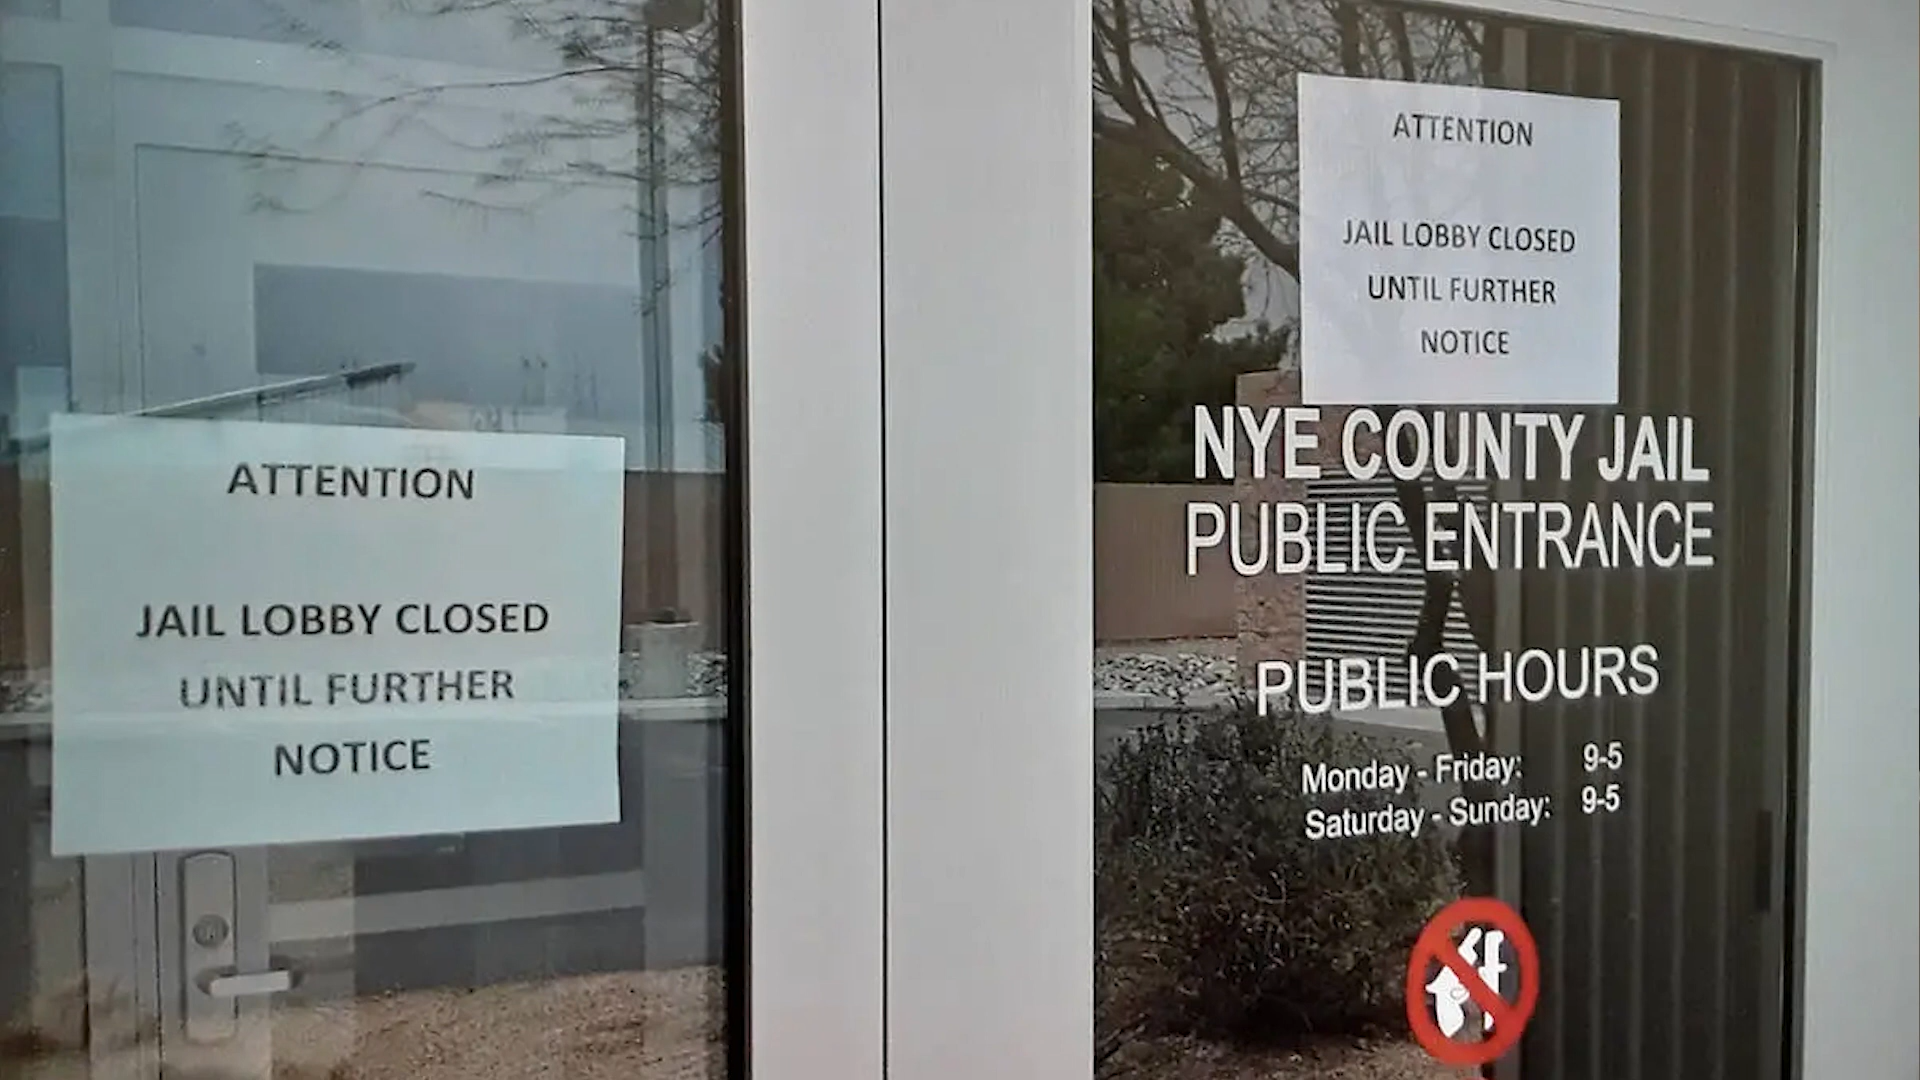 ATTENTION
JAIL LOBBY CLOSED
UNTIL FURTHER
NOTICE
ATTENTION
JAIL LOBBY CLOSED
UNTIL FURTHER
NOTICE
NYE COUNTY JAIL
PUBLIC ENTRANCE
PUBLIC HOURS
Monday - Friday: 9-5
Saturday - Sunday: 9-5